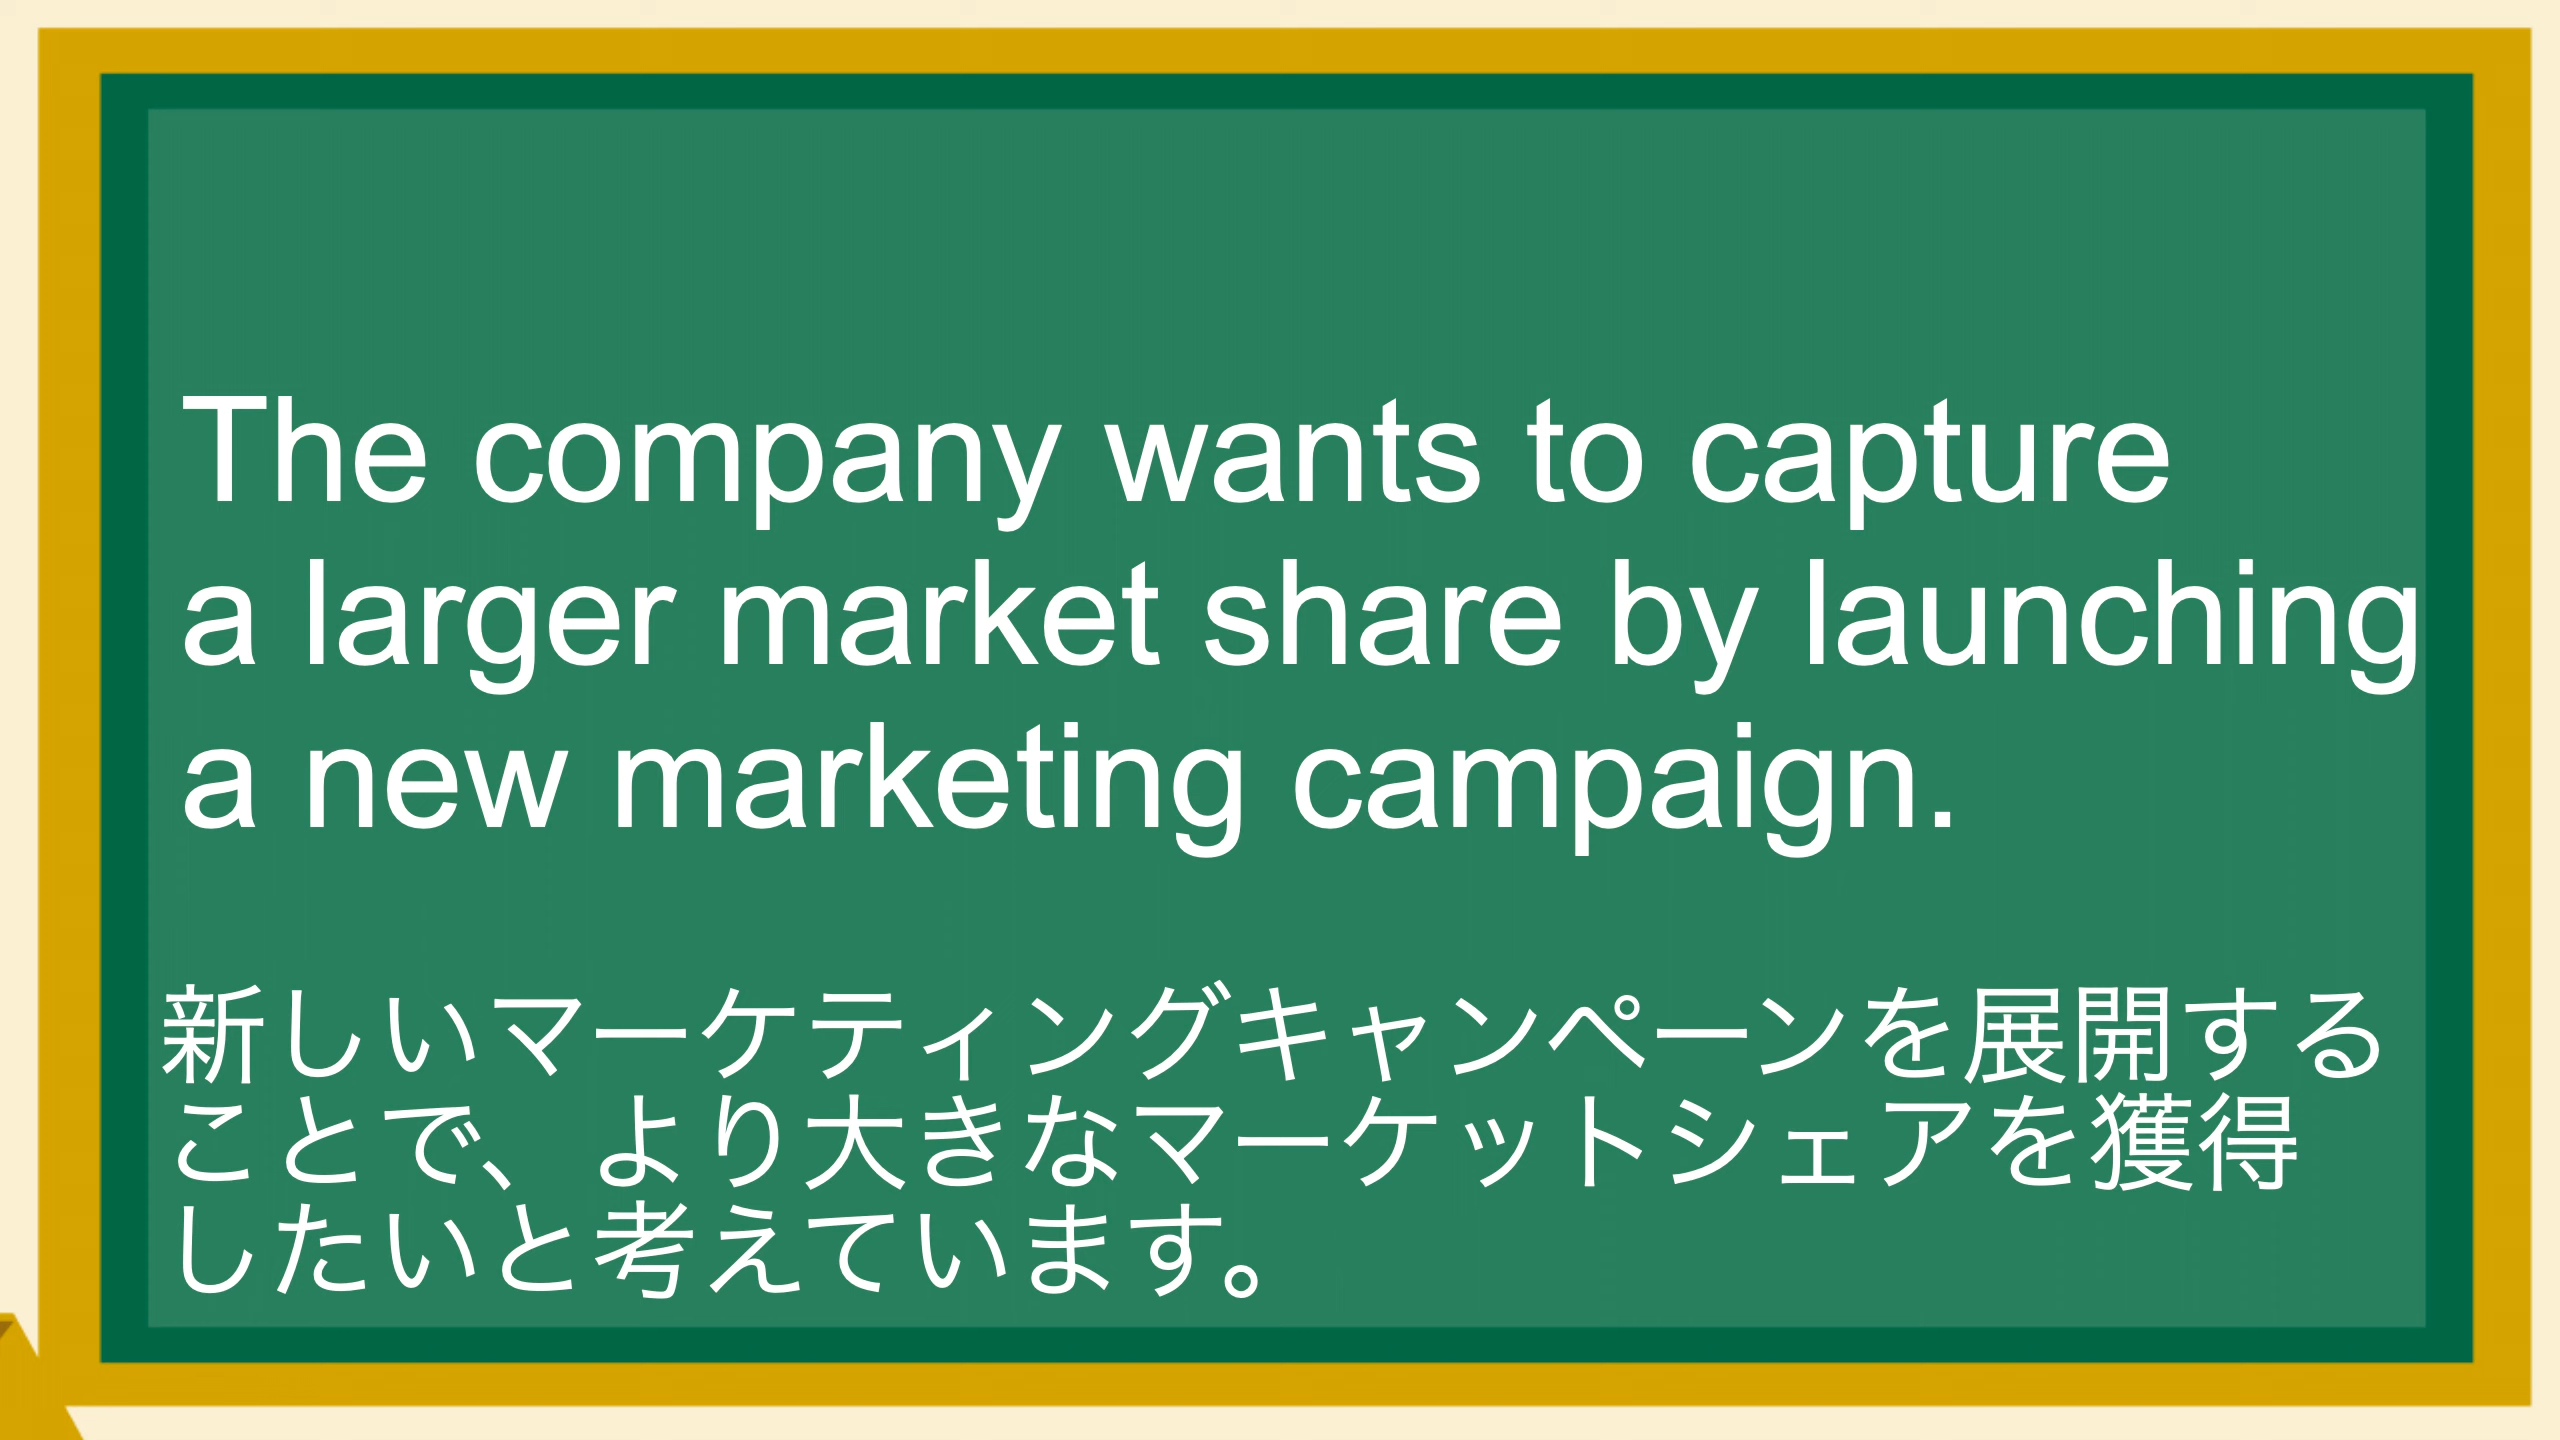 The company wants to capture
a larger market share by launching
a new marketing campaign.
新しいマーケティングキャンペーンを展開する
ことで、より大きなマーケットシェアを獲得
したいと考えています。